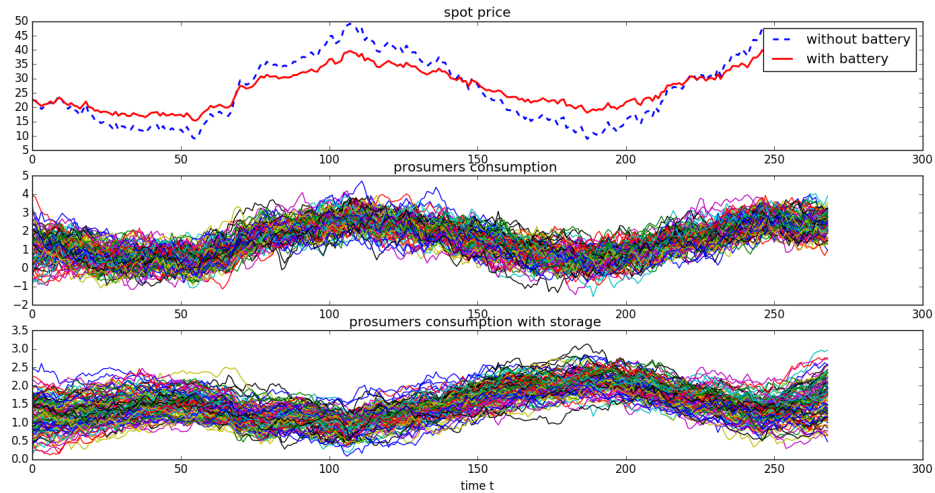 spot price
50
45
40
35
30
25
20
15
10
5
without battery
with battery
0 50 100 150 200 250 300
prosumers consumption
5
4
3
2
1
0
−1
−2
0 50 100 150 200 250 300
prosumers consumption with storage
3.5
3.0
2.5
2.0
1.5
1.0
0.5
0.0
0 50 100 150 200 250 300
time t